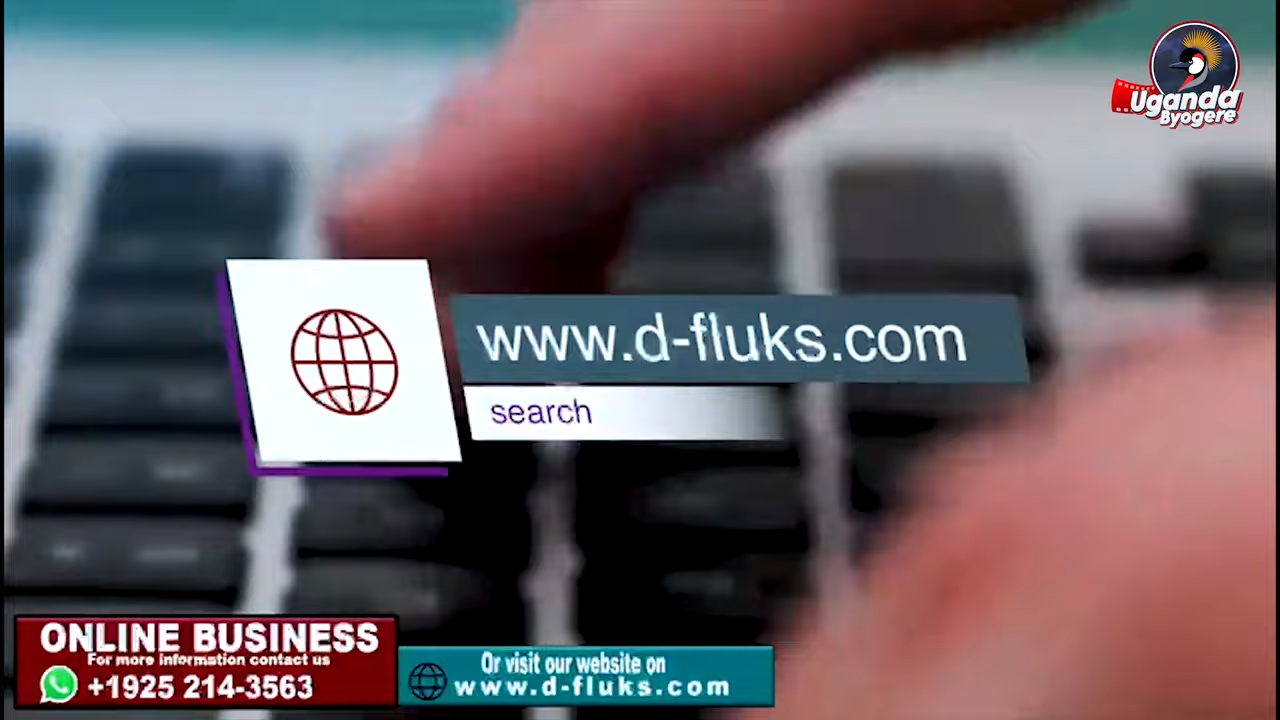 Uganda
Byogere
www.d-fluks.com
search
ONLINE BUSINESS
For more information contact us
+1925 214-3563
Or visit our website on
www.d-fluks.com